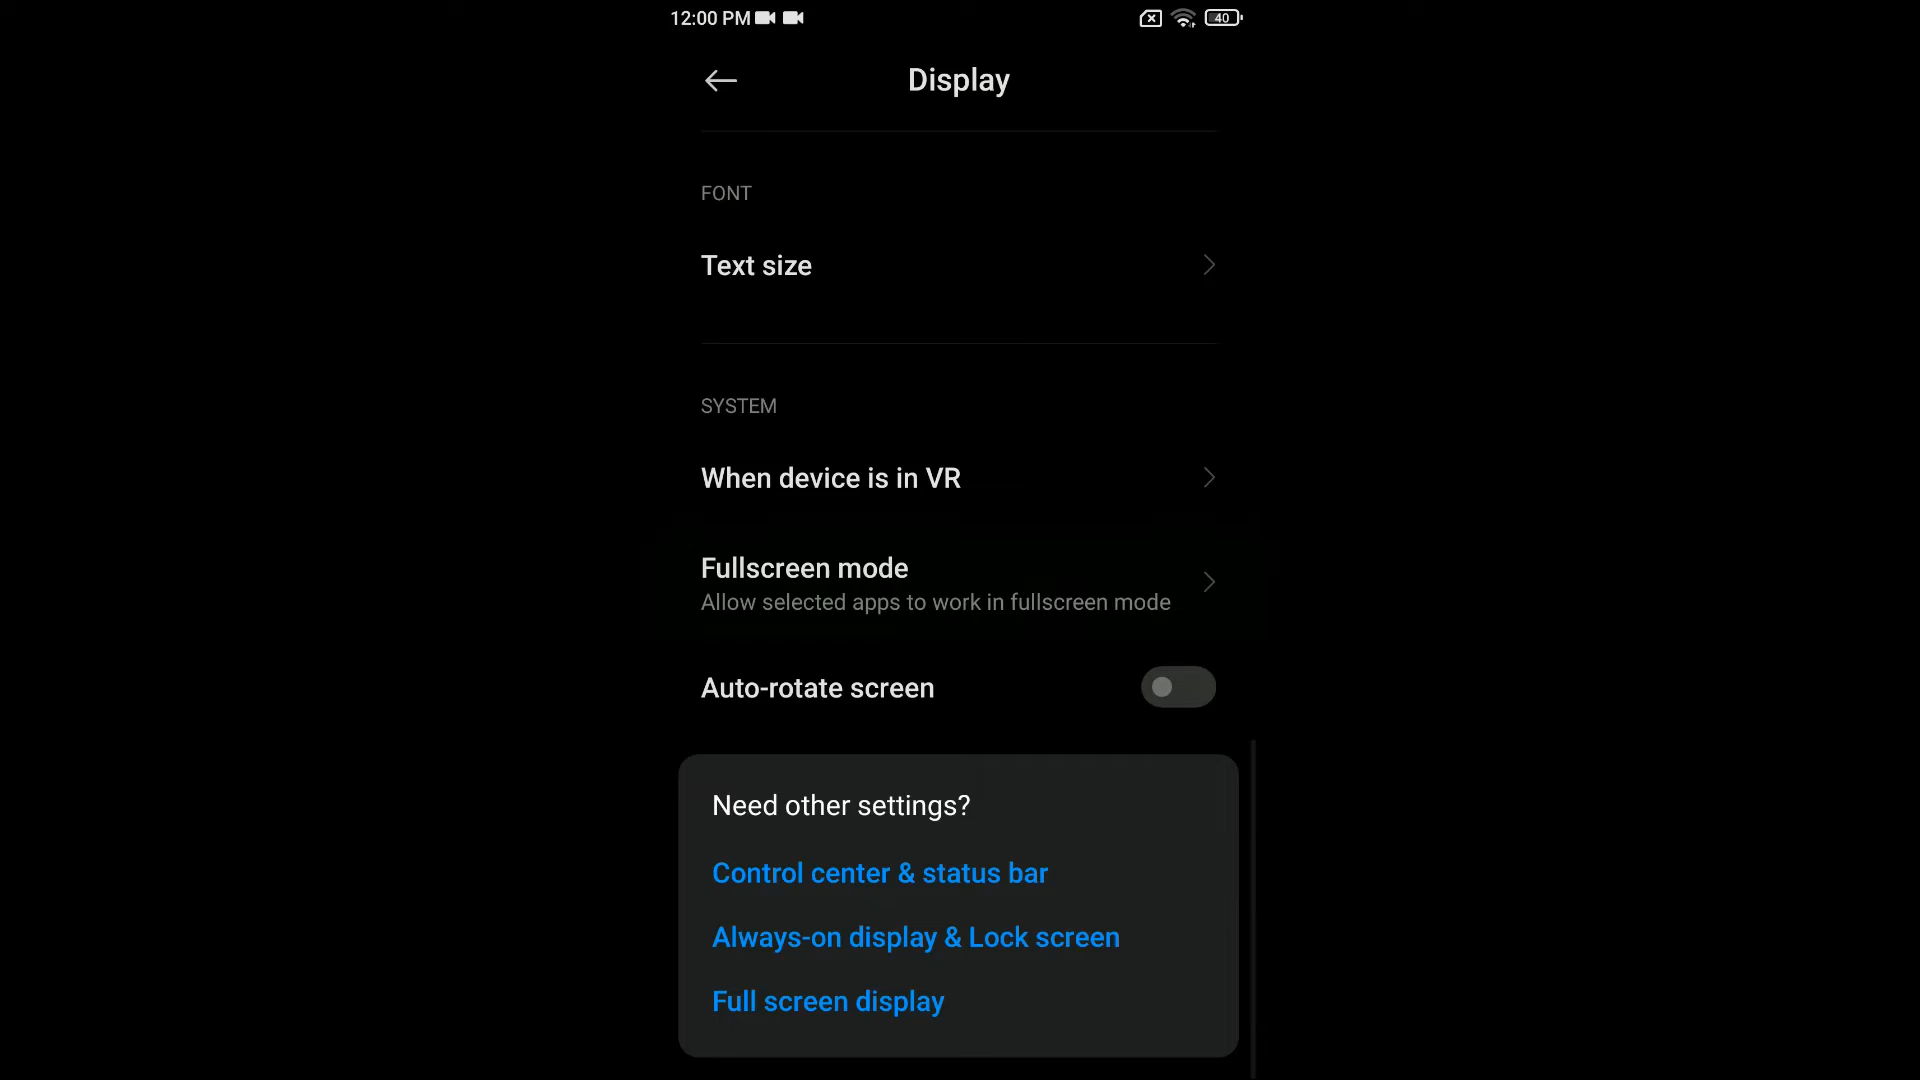 12:00 PM
40
Display
FONT
Text size
SYSTEM
When device is in VR
Fullscreen mode
Allow selected apps to work in fullscreen mode
Auto-rotate screen
Need other settings?
Control center & status bar
Always-on display & Lock screen
Full screen display